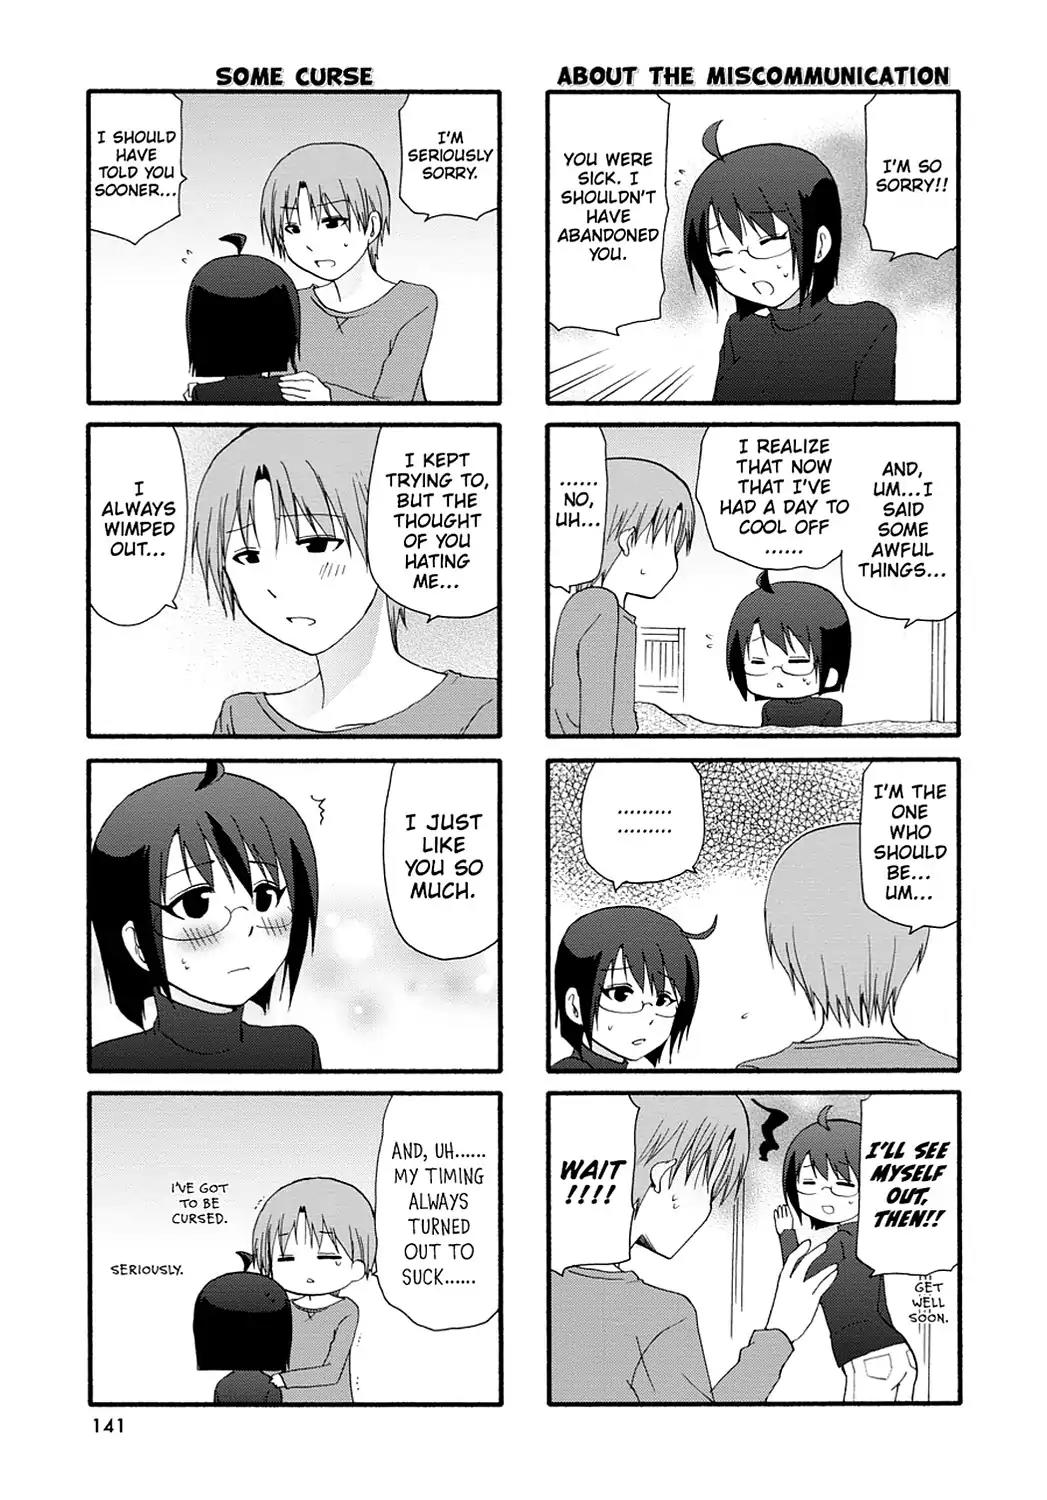 ABOUT THE MISCOMMUNICATION
I'M SO
SORRY!!
YOU WERE
SICK. I
SHOULDN'T
HAVE
ABANDONED
YOU.
AND,
UM...I
SAID
SOME
AWFUL
THINGS...
I REALIZE
THAT NOW
THAT I'VE
HAD A DAY TO
COOL OFF
......
......
NO,
UH...
I'M THE
ONE
WHO
SHOULD
BE...
UM...
.........
.........
I'LL SEE
MYSELF
OUT,
THEN!!
GET
WELL
SOON.
WAIT
!!!!
SOME CURSE
I'M
SERIOUSLY
SORRY.
I SHOULD
HAVE
TOLD YOU
SOONER...
I KEPT
TRYING TO,
BUT THE
THOUGHT
OF YOU
HATING
ME...
I
ALWAYS
WIMPED
OUT...
I JUST
LIKE
YOU SO
MUCH.
AND, UH......
MY TIMING
ALWAYS
TURNED
OUT TO
SUCK......
I'VE GOT
TO BE
CURSED.
SERIOUSLY.
141